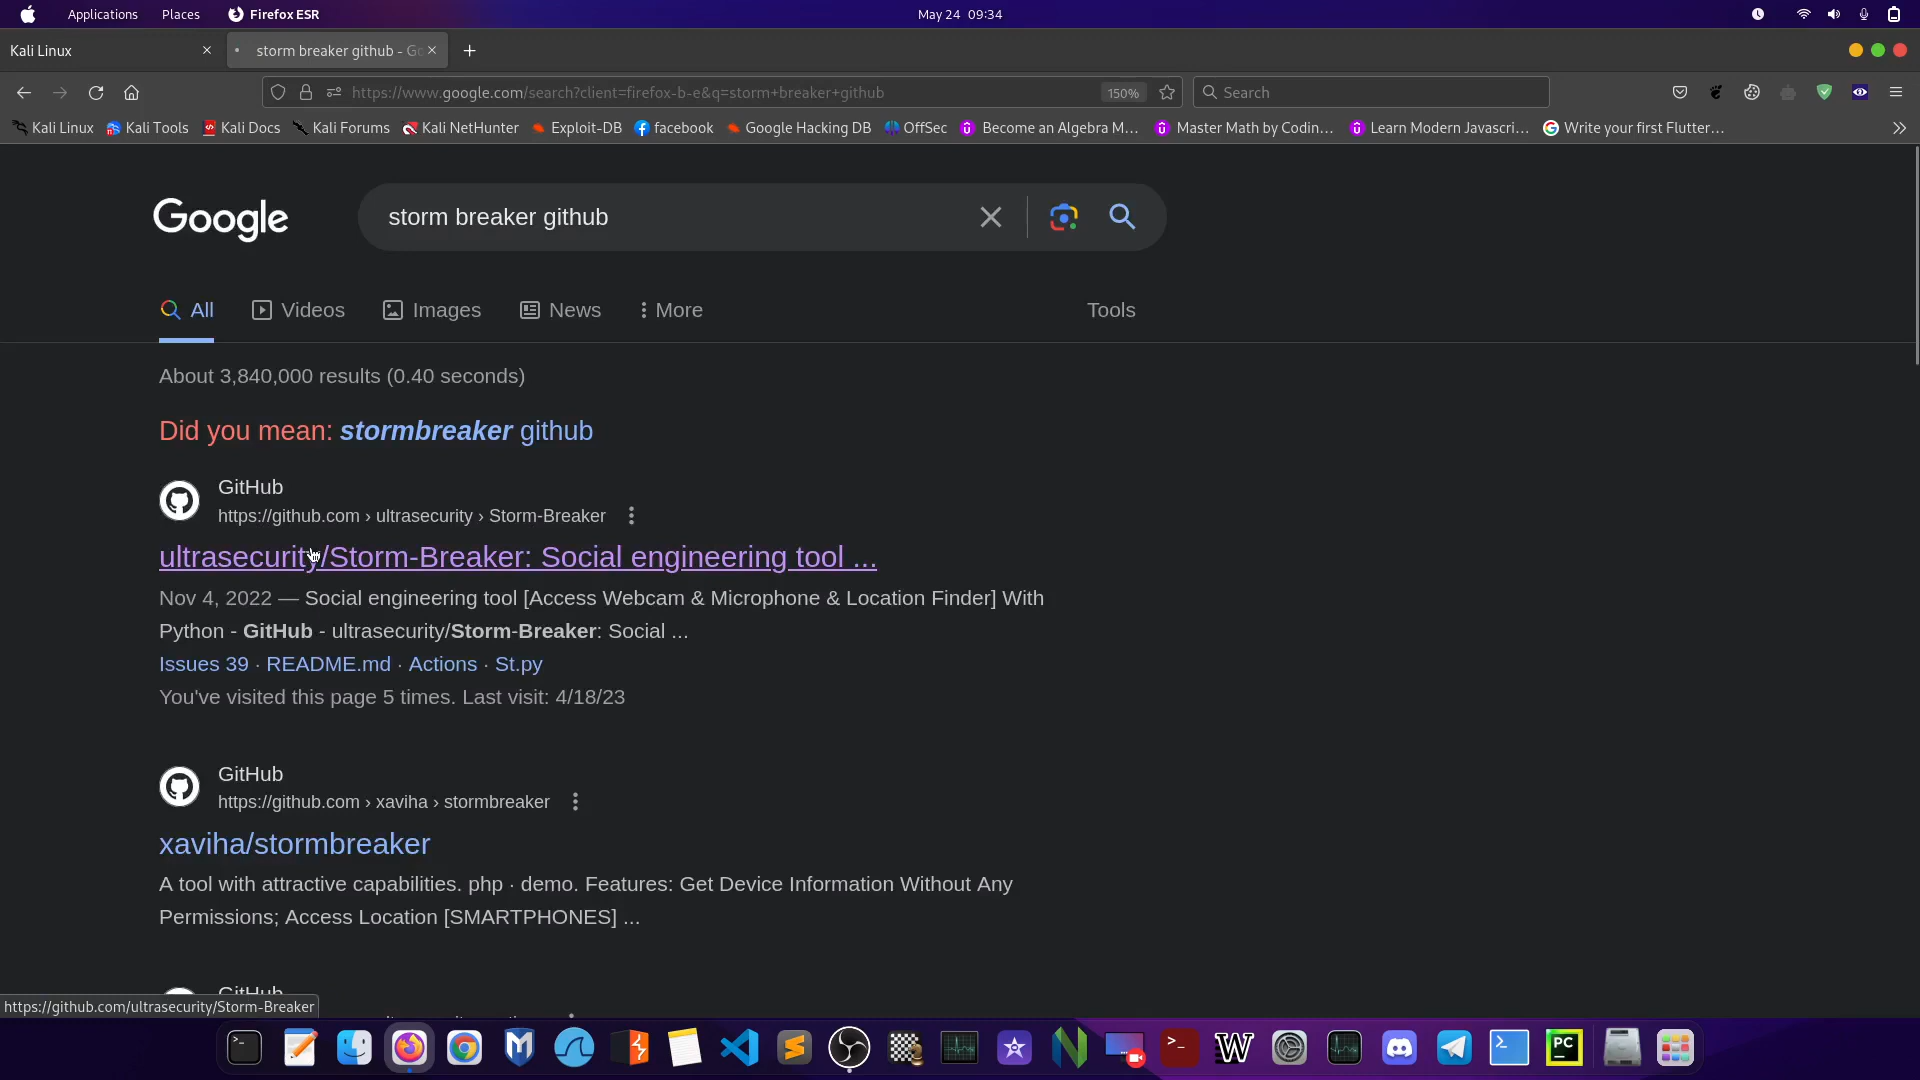 Applications Places Firefox ESR May 24 09:34
Kali Linux storm breaker github - Go
https://www.google.com/search?client=firefox-b-e&q=storm+breaker+github 150% Search
Kali Linux Kali Tools Kali Docs Kali Forums Kali NetHunter Exploit-DB facebook Google Hacking DB OffSec Become an Algebra M... Master Math by Codin... Learn Modern Javascri... Write your first Flutter...
Google storm breaker github
All Videos Images News More Tools
About 3,840,000 results (0.40 seconds)
Did you mean: stormbreaker github
GitHub
https://github.com › ultrasecurity › Storm-Breaker
ultrasecurity/Storm-Breaker: Social engineering tool ...
Nov 4, 2022 — Social engineering tool [Access Webcam & Microphone & Location Finder] With
Python - GitHub - ultrasecurity/Storm-Breaker: Social ...
Issues 39 · README.md · Actions · St.py
You've visited this page 5 times. Last visit: 4/18/23
GitHub
https://github.com › xaviha › stormbreaker
xaviha/stormbreaker
A tool with attractive capabilities. php · demo. Features: Get Device Information Without Any
Permissions; Access Location [SMARTPHONES] ...
GitHub
https://github.com/ultrasecurity/Storm-Breaker
PC